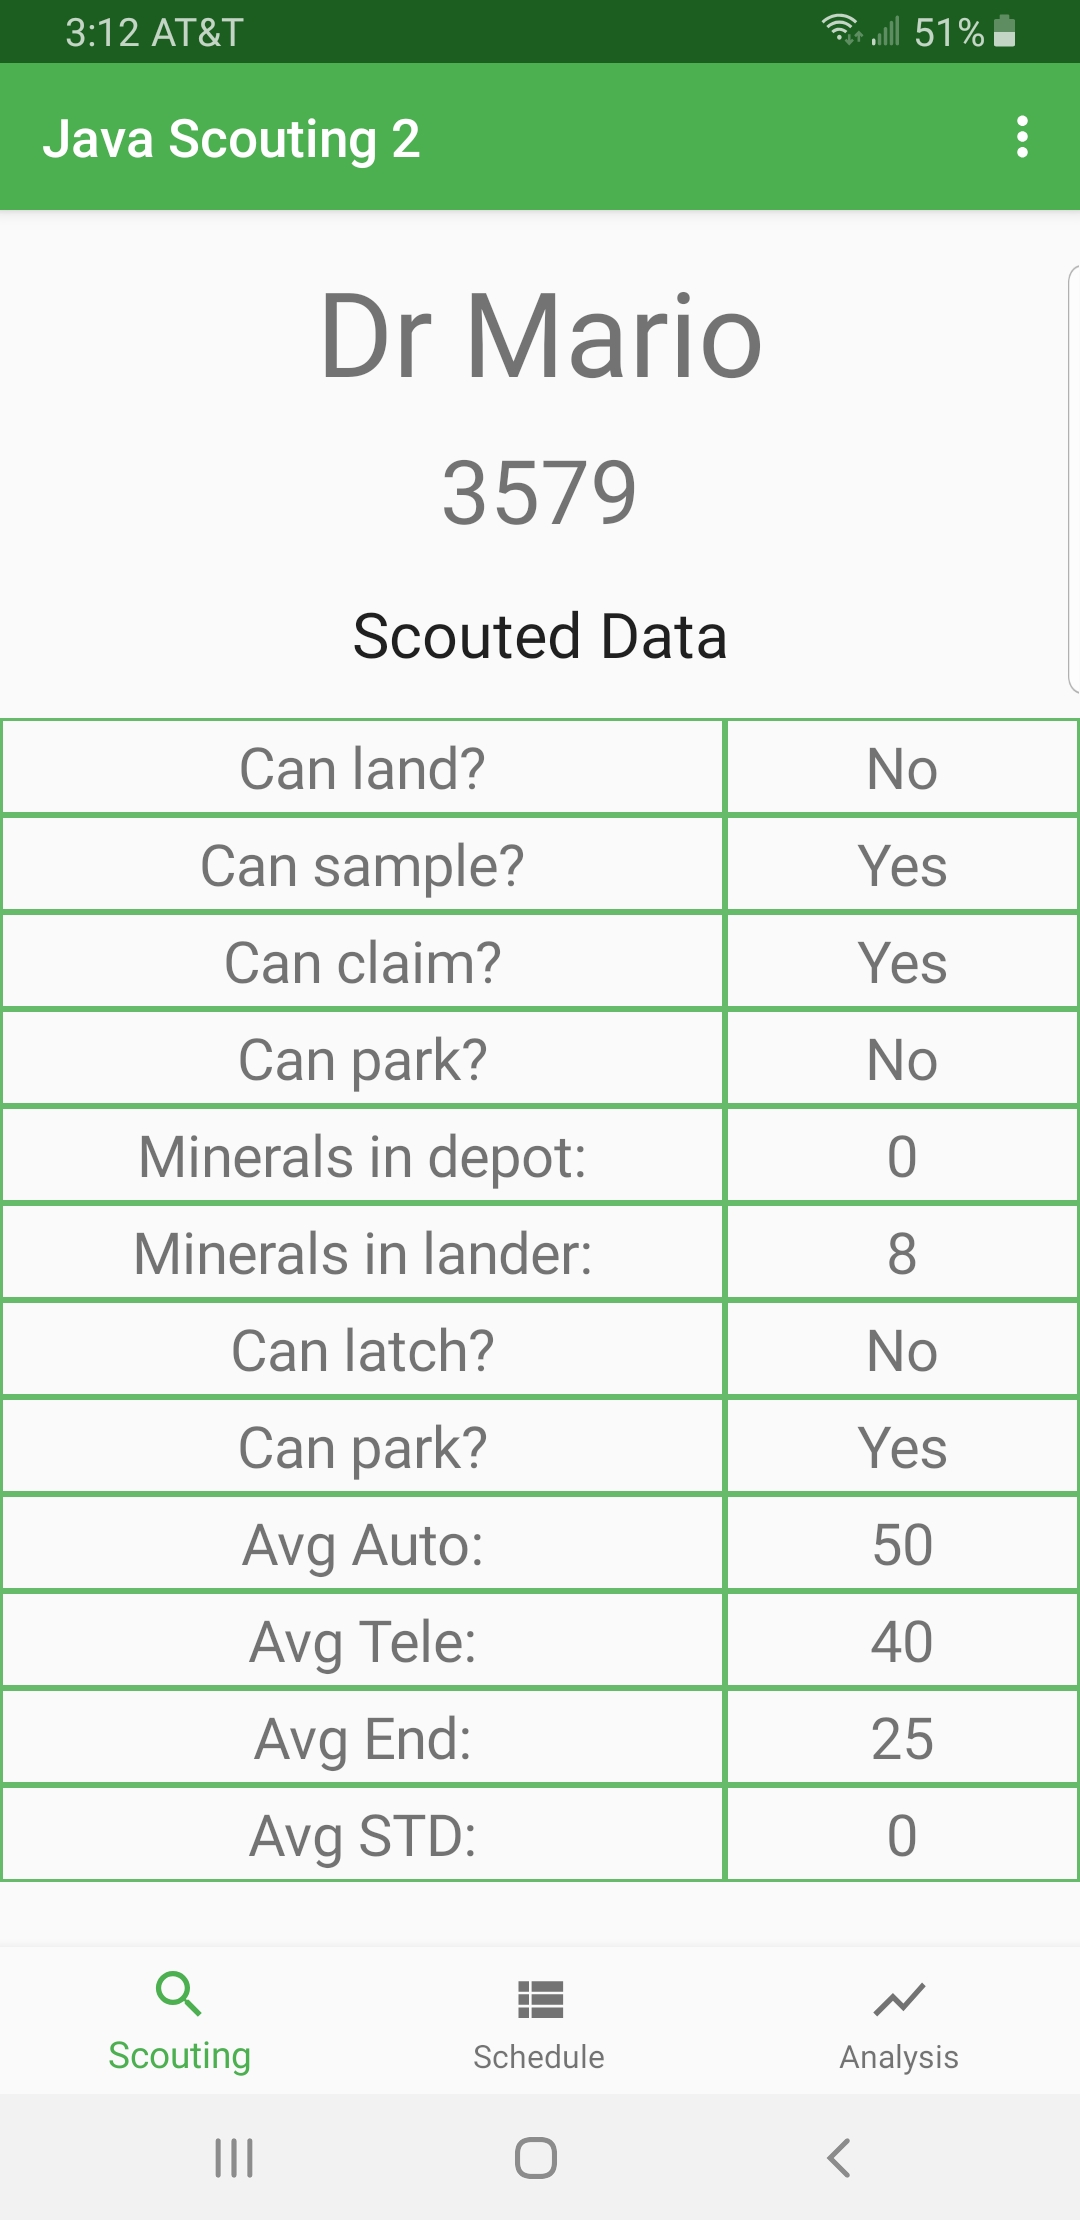 3:12 AT&T 51%
Java Scouting 2
Dr Mario
3579
Scouted Data
Can land? No
Can sample? Yes
Can claim? Yes
Can park? No
Minerals in depot: 0
Minerals in lander: 8
Can latch? No
Can park? Yes
Avg Auto: 50
Avg Tele: 40
Avg End: 25
Avg STD: 0
Scouting Schedule Analysis